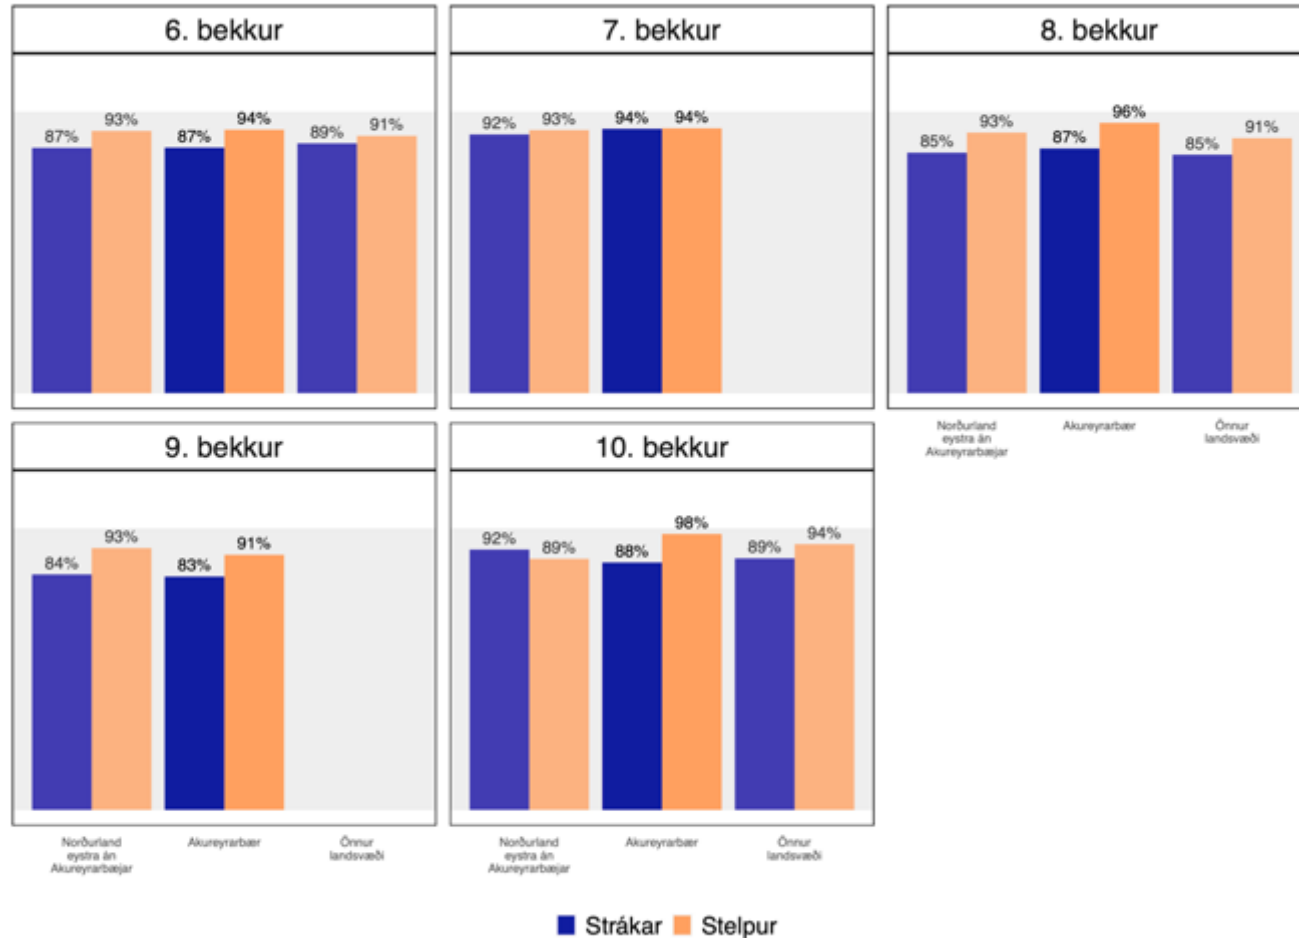 6. bekkur
87%
93%
87%
94%
89%
91%
7. bekkur
92%
93%
94%
94%
8. bekkur
85%
93%
87%
96%
85%
91%
Norðurland
eystra án
Akureyrarbæjar
Akureyrarbær
Önnur
landsvæði
9. bekkur
84%
93%
83%
91%
Norðurland
eystra án
Akureyrarbæjar
Akureyrarbær
Önnur
landsvæði
10. bekkur
92%
89%
88%
98%
89%
94%
Norðurland
eystra án
Akureyrarbæjar
Akureyrarbær
Önnur
landsvæði
Strákar Stelpur